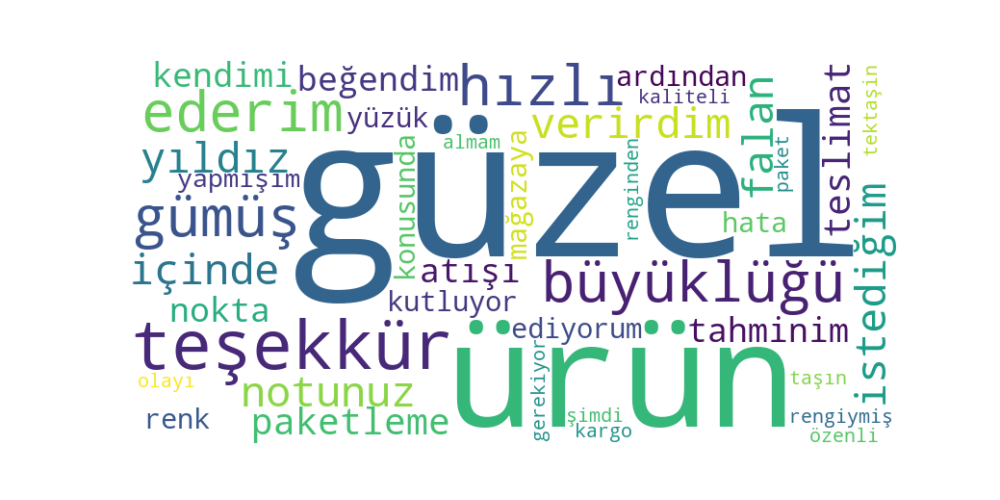 kendimi
beğendim
hızlı
ardından
kaliteli
teslimat
tektaşın
ederim
yüzük
almam
verirdim
falan
yıldız
yapmışım
güzel
konusunda
mağazaya
renginden
paket
gümüş
hata
istediğim
içinde
atışı
büyüklüğü
nokta
kutluyor
teşekkür
ürün
ediyorum
tahminim
olayı
notunuz
gerekiyor
taşın
renk
paketleme
şimdi
kargo
rengiymiş
özenli